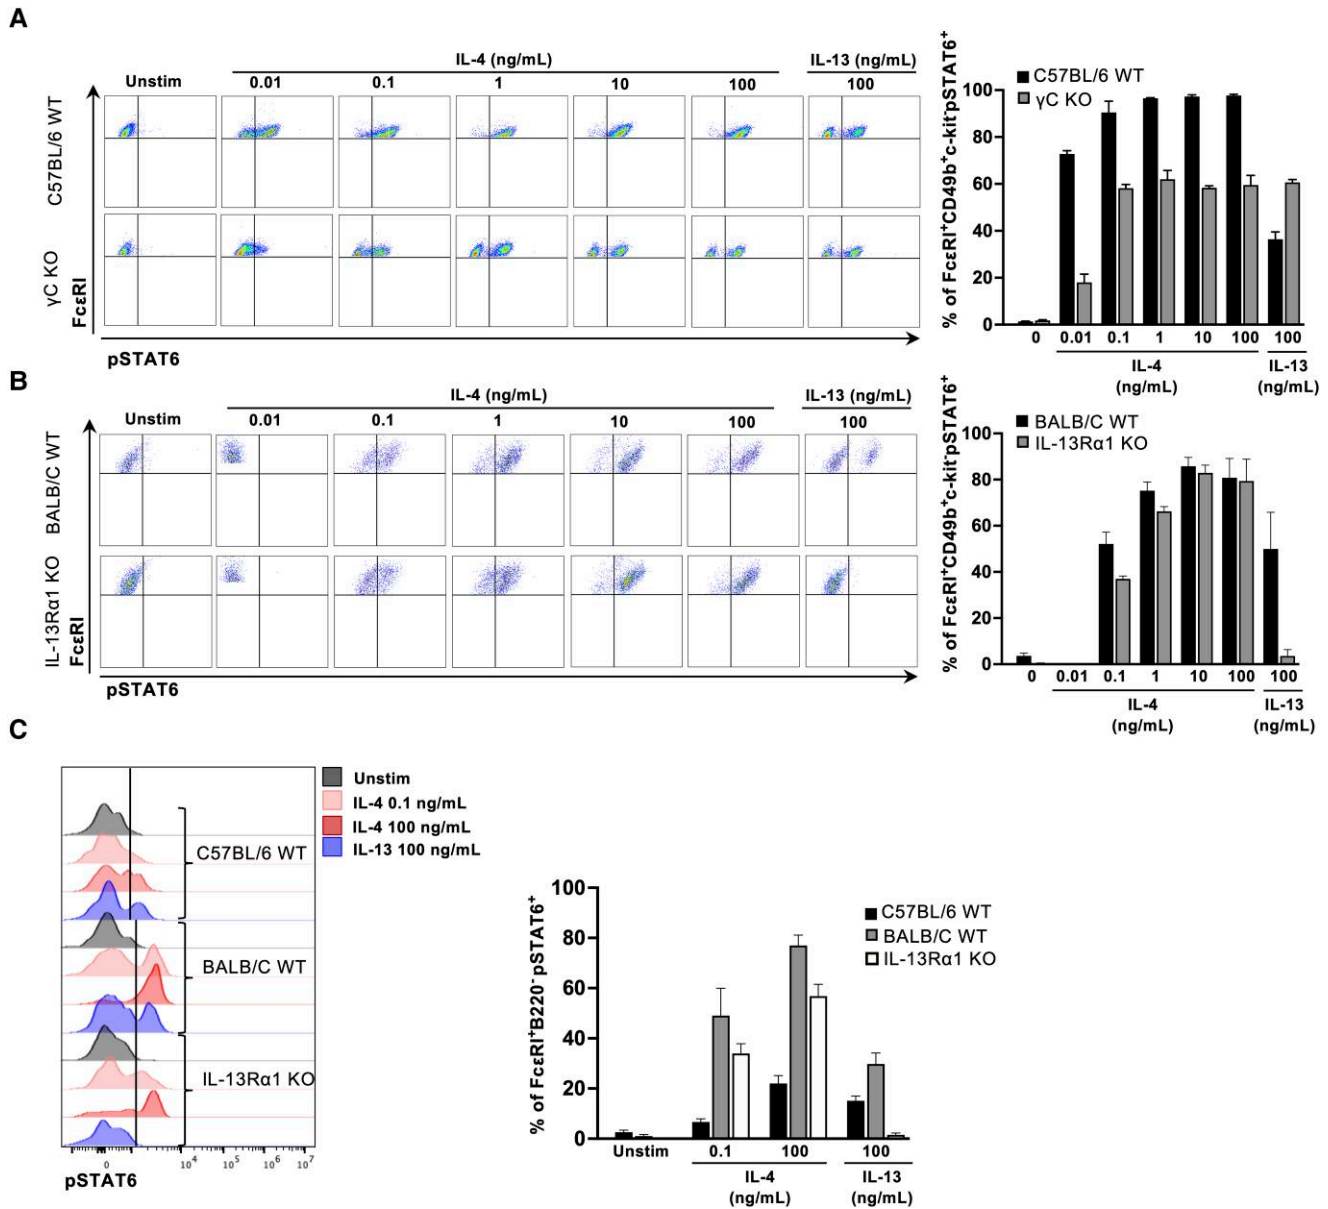 A
IL-4 (ng/mL)
IL-13 (ng/mL)
Unstim
0.01
0.1
1
10
100
100
C57BL/6 WT
γC KO
FcεRI
pSTAT6
C57BL/6 WT
γC KO
% of FcεRI⁺CD49b⁺c-kit⁻pSTAT6⁺
100
80
60
40
20
0
0
0.01
0.1
1
10
100
100
IL-4
(ng/mL)
IL-13
(ng/mL)
B
IL-4 (ng/mL)
IL-13 (ng/mL)
Unstim
0.01
0.1
1
10
100
100
BALB/C WT
IL-13Rα1 KO
FcεRI
pSTAT6
BALB/C WT
IL-13Rα1 KO
% of FcεRI⁺CD49b⁺c-kit⁻pSTAT6⁺
100
80
60
40
20
0
0
0.01
0.1
1
10
100
100
IL-4
(ng/mL)
IL-13
(ng/mL)
C
Unstim
IL-4 0.1 ng/mL
IL-4 100 ng/mL
IL-13 100 ng/mL
C57BL/6 WT
BALB/C WT
IL-13Rα1 KO
0
10⁴
10⁵
10⁶
10⁷
pSTAT6
C57BL/6 WT
BALB/C WT
IL-13Rα1 KO
% of FcεRI⁺B220⁻pSTAT6⁺
100
80
60
40
20
0
Unstim
0.1
100
100
IL-4
(ng/mL)
IL-13
(ng/mL)